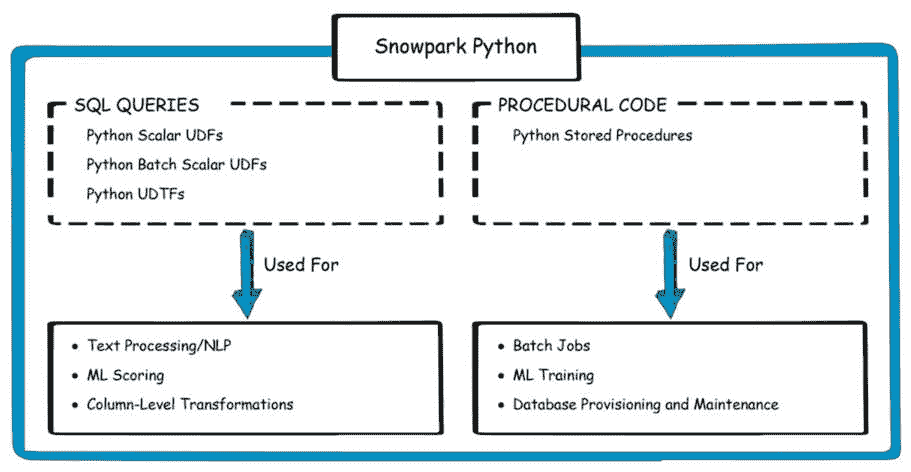 Snowpark Python
SQL QUERIES
Python Scalar UDFs
Python Batch Scalar UDFs
Python UDTFs
Used For
• Text Processing/NLP
• ML Scoring
• Column-Level Transformations
PROCEDURAL CODE
Python Stored Procedures
Used For
• Batch Jobs
• ML Training
• Database Provisioning and Maintenance